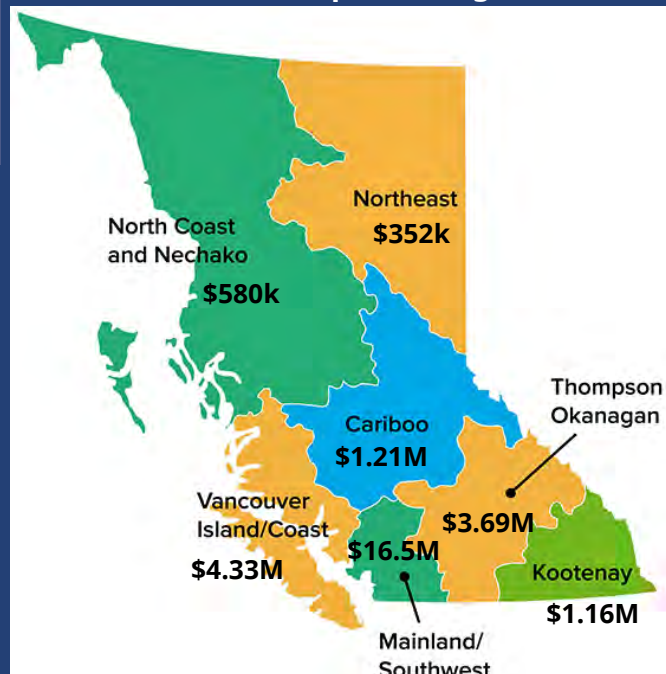 Northeast
$352k
North Coast
and Nechako
$580k
Thompson
Okanagan
Cariboo
$1.21M
Vancouver
Island/Coast
$4.33M
$3.69M
$16.5M
Kootenay
$1.16M
Mainland/
Southwest